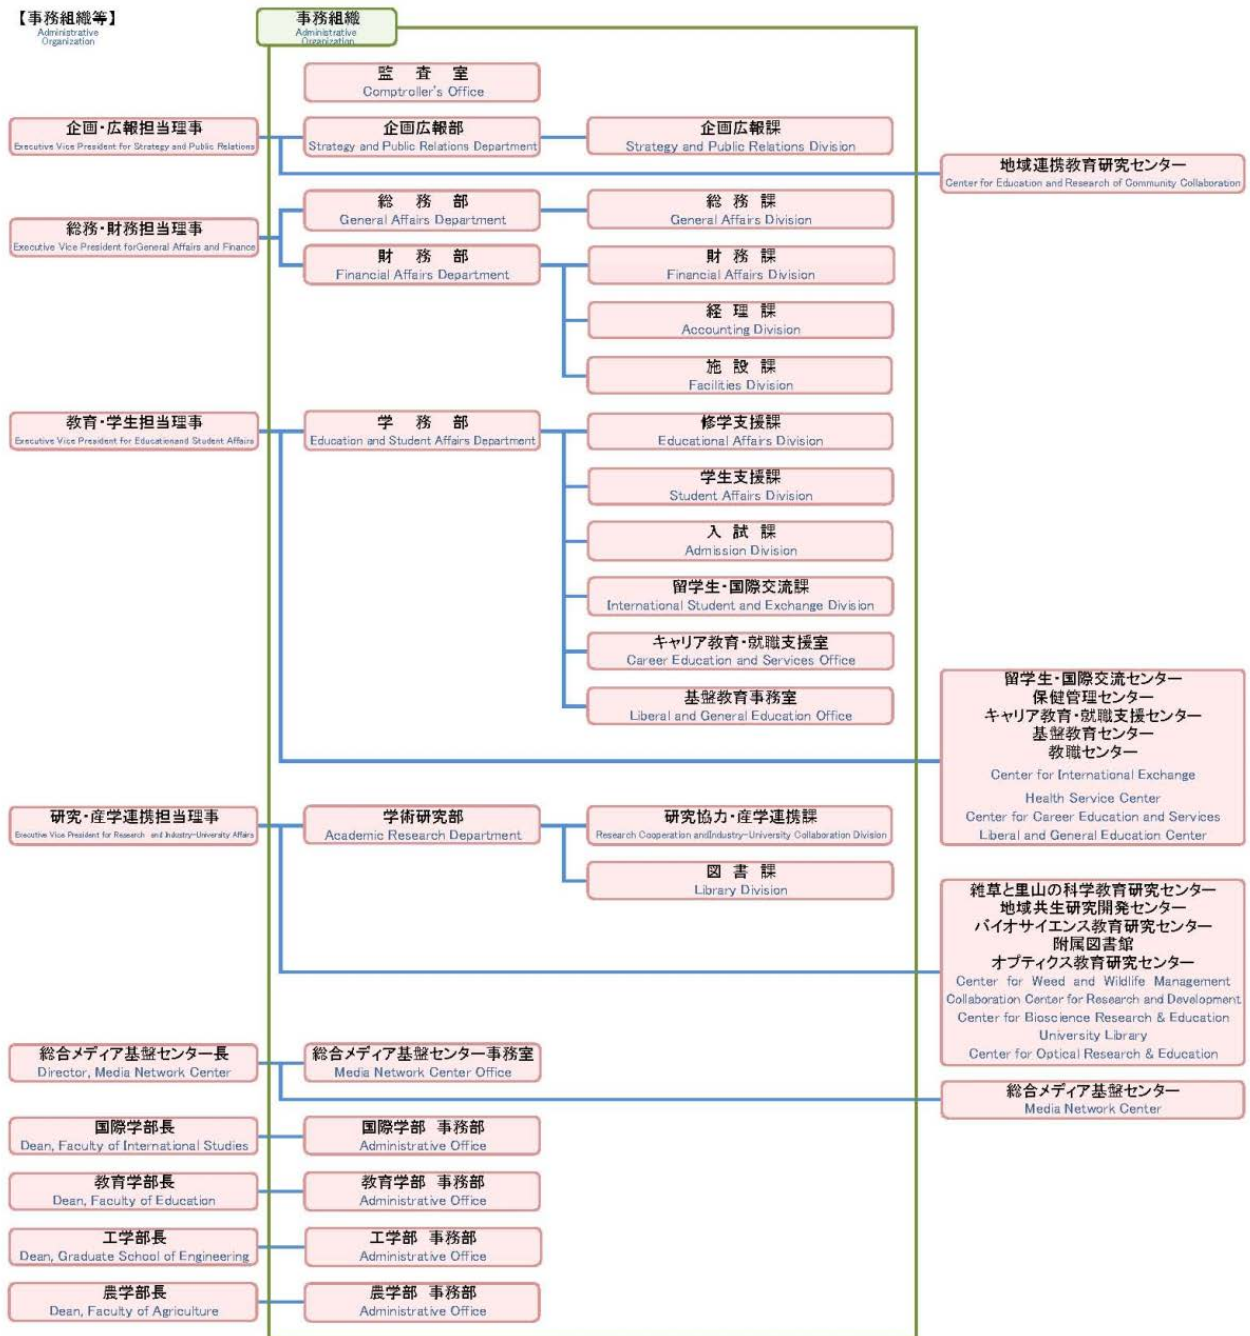 【事務組織等】
Administrative
Organization
事務組織
Administrative
Organization
監査室
Comptroller's Office
企画・広報担当理事
Executive Vice President for Strategy and Public Relations
企画広報部
Strategy and Public Relations Department
企画広報課
Strategy and Public Relations Division
地域連携教育研究センター
Center for Education and Research of Community Collaboration
総務・財務担当理事
Executive Vice President forGeneral Affairs and Finance
総務部
General Affairs Department
総務課
General Affairs Division
財務部
Financial Affairs Department
財務課
Financial Affairs Division
経理課
Accounting Division
施設課
Facilities Division
教育・学生担当理事
Executive Vice President for Educationand Student Affairs
学務部
Education and Student Affairs Department
修学支援課
Educational Affairs Division
学生支援課
Student Affairs Division
入試課
Admission Division
留学生・国際交流課
International Student and Exchange Division
キャリア教育・就職支援室
Career Education and Services Office
基盤教育事務室
Liberal and General Education Office
留学生・国際交流センター
保健管理センター
キャリア教育・就職支援センター
基盤教育センター
教職センター
Center for International Exchange
Health Service Center
Center for Career Education and Services
Liberal and General Education Center
研究・産学連携担当理事
Executive Vice President for Research and Industry-University Affairs
学術研究部
Academic Research Department
研究協力・産学連携課
Research Cooperation andIndustry-University Collaboration Division
図書課
Library Division
雑草と里山の科学教育研究センター
地域共生研究開発センター
バイオサイエンス教育研究センター
附属図書館
オプティクス教育研究センター
Center for Weed and Wildlife Management
Collaboration Center for Research and Development
Center for Bioscience Research & Education
University Library
Center for Optical Research & Education
総合メディア基盤センター長
Director, Media Network Center
総合メディア基盤センター事務室
Media Network Center Office
総合メディア基盤センター
Media Network Center
国際学部長
Dean, Faculty of International Studies
国際学部 事務部
Administrative Office
教育学部長
Dean, Faculty of Education
教育学部 事務部
Administrative Office
工学部長
Dean, Graduate School of Engineering
工学部 事務部
Administrative Office
農学部長
Dean, Faculty of Agriculture
農学部 事務部
Administrative Office